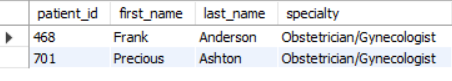 patient_id first_name last_name specialty
468 Frank Anderson Obstetrician/Gynecologist
701 Precious Ashton Obstetrician/Gynecologist